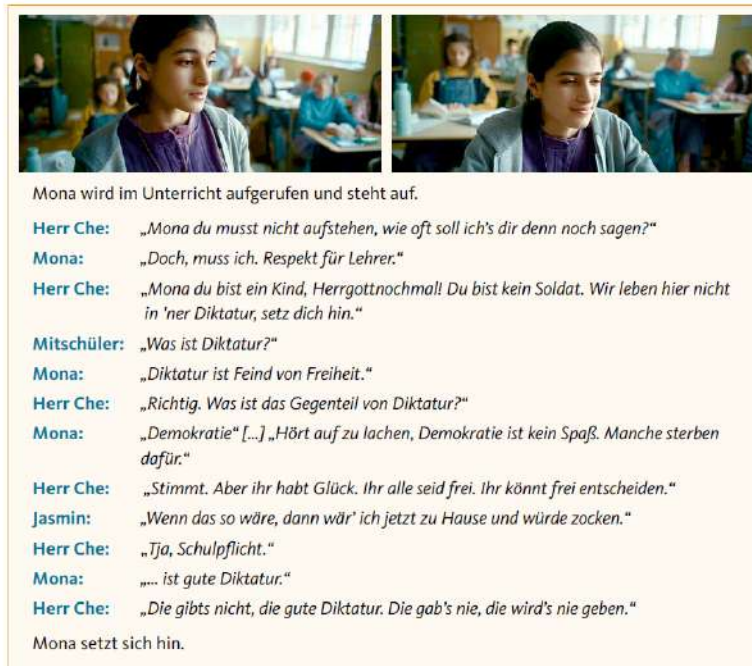 Mona wird im Unterricht aufgerufen und steht auf.
Herr Che: „Mona du musst nicht aufstehen, wie oft soll ich's dir denn noch sagen?“
Mona: „Doch, muss ich. Respekt für Lehrer.“
Herr Che: „Mona du bist ein Kind, Herrgottnochmal! Du bist kein Soldat. Wir leben hier nicht
in 'ner Diktatur, setz dich hin.“
Mitschüler: „Was ist Diktatur?“
Mona: „Diktatur ist Feind von Freiheit.“
Herr Che: „Richtig. Was ist das Gegenteil von Diktatur?“
Mona: „Demokratie“ [...] „Hört auf zu lachen, Demokratie ist kein Spaß. Manche sterben
dafür.“
Herr Che: „Stimmt. Aber ihr habt Glück. Ihr alle seid frei. Ihr könnt frei entscheiden.“
Jasmin: „Wenn das so wäre, dann wär' ich jetzt zu Hause und würde zocken.“
Herr Che: „Tja, Schulpflicht.“
Mona: „... ist gute Diktatur.“
Herr Che: „Die gibts nicht, die gute Diktatur. Die gab's nie, die wird's nie geben.“
Mona setzt sich hin.